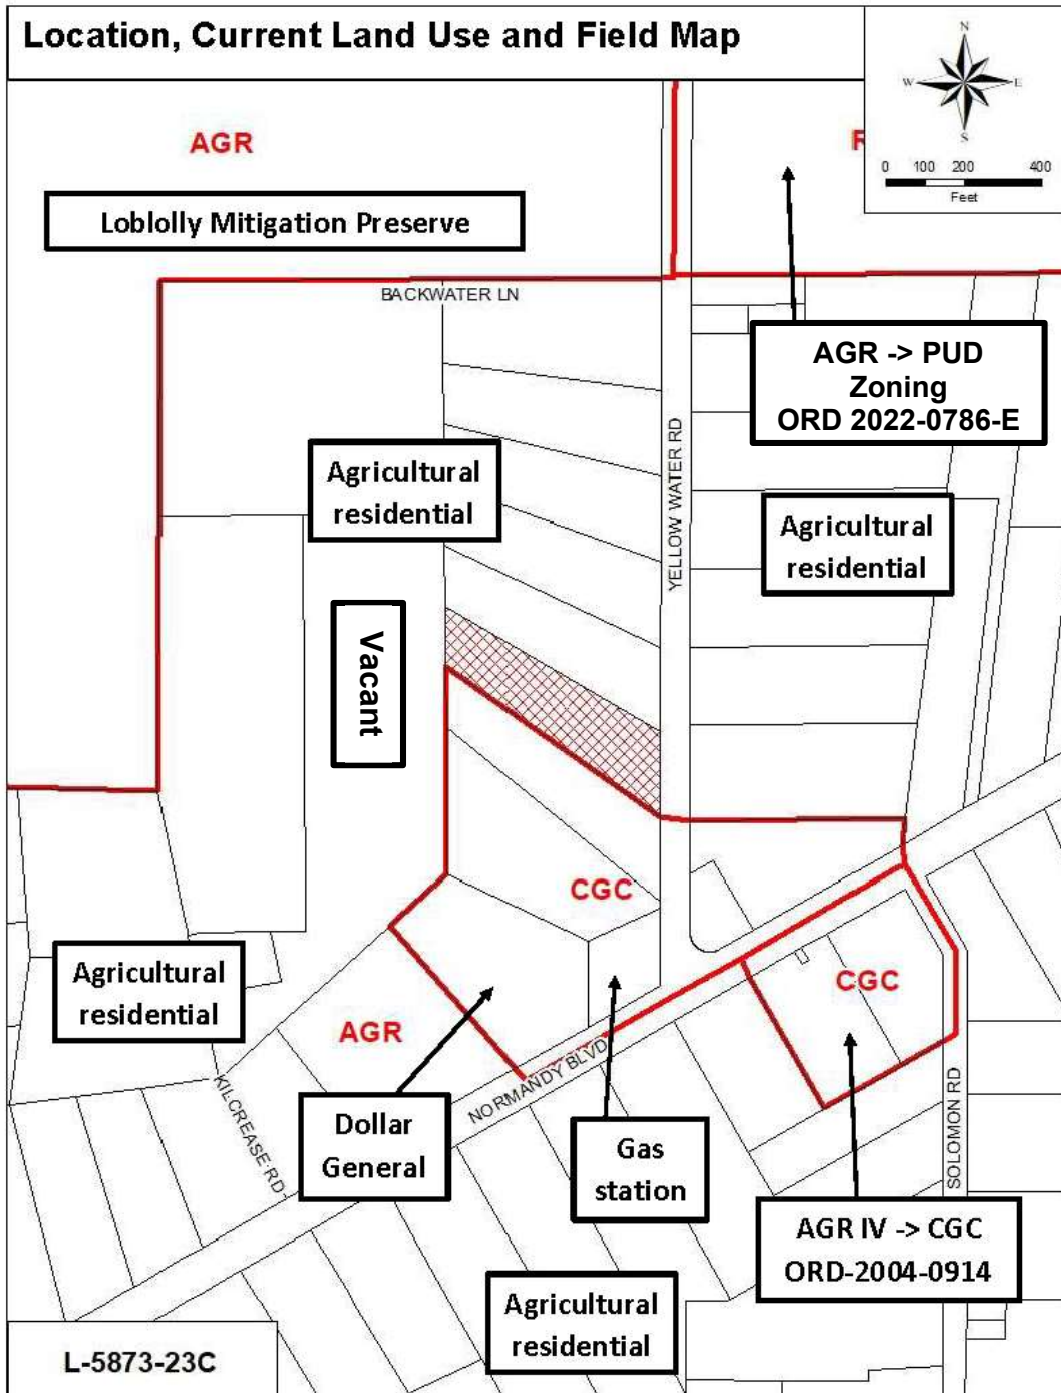 Location, Current Land Use and Field Map
N
W
E
S
0 100 200 400
Feet
AGR
Loblolly Mitigation Preserve
BACKWATER LN
AGR -> PUD
Zoning
ORD 2022-0786-E
YELLOW WATER RD
Agricultural
residential
Agricultural
residential
Vacant
CGC
CGC
Agricultural
residential
AGR
NORMANDY BLVD
KILCREASE RD
SOLOMON RD
Dollar
General
Gas
station
AGR IV -> CGC
ORD-2004-0914
Agricultural
residential
L-5873-23C